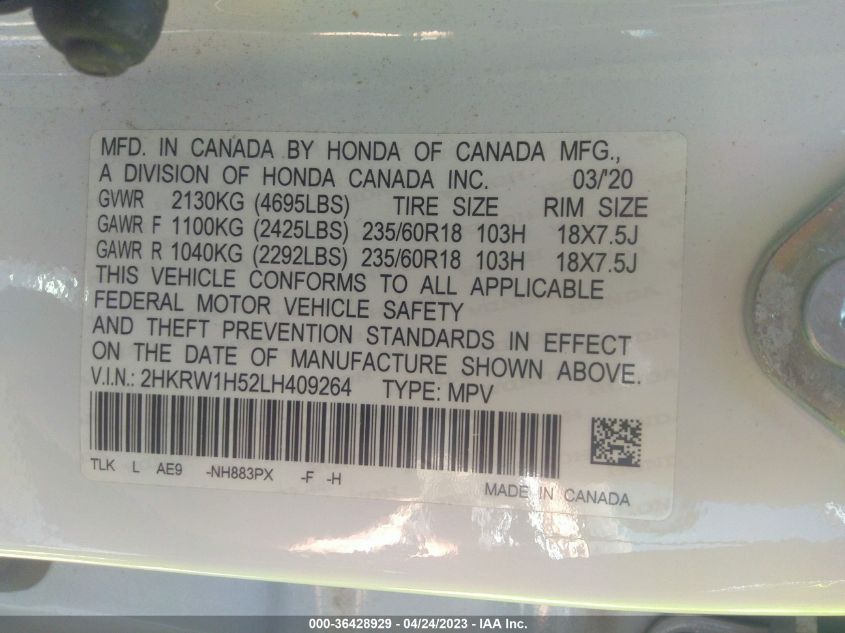 MFD. IN CANADA BY HONDA OF CANADA MFG.,
A DIVISION OF HONDA CANADA INC. 03/'20
GVWR 2130KG (4695LBS) TIRE SIZE RIM SIZE
GAWR F 1100KG (2425LBS) 235/60R18 103H 18X7.5J
GAWR R 1040KG (2292LBS) 235/60R18 103H 18X7.5J
THIS VEHICLE CONFORMS TO ALL APPLICABLE
FEDERAL MOTOR VEHICLE SAFETY
AND THEFT PREVENTION STANDARDS IN EFFECT
ON THE DATE OF MANUFACTURE SHOWN ABOVE.
V.I.N.: 2HKRW1H52LH409264 TYPE: MPV
TLK L AE9 -NH883PX -F -H
MADE IN CANADA
000-36428929 - 04/24/2023 - IAA Inc.